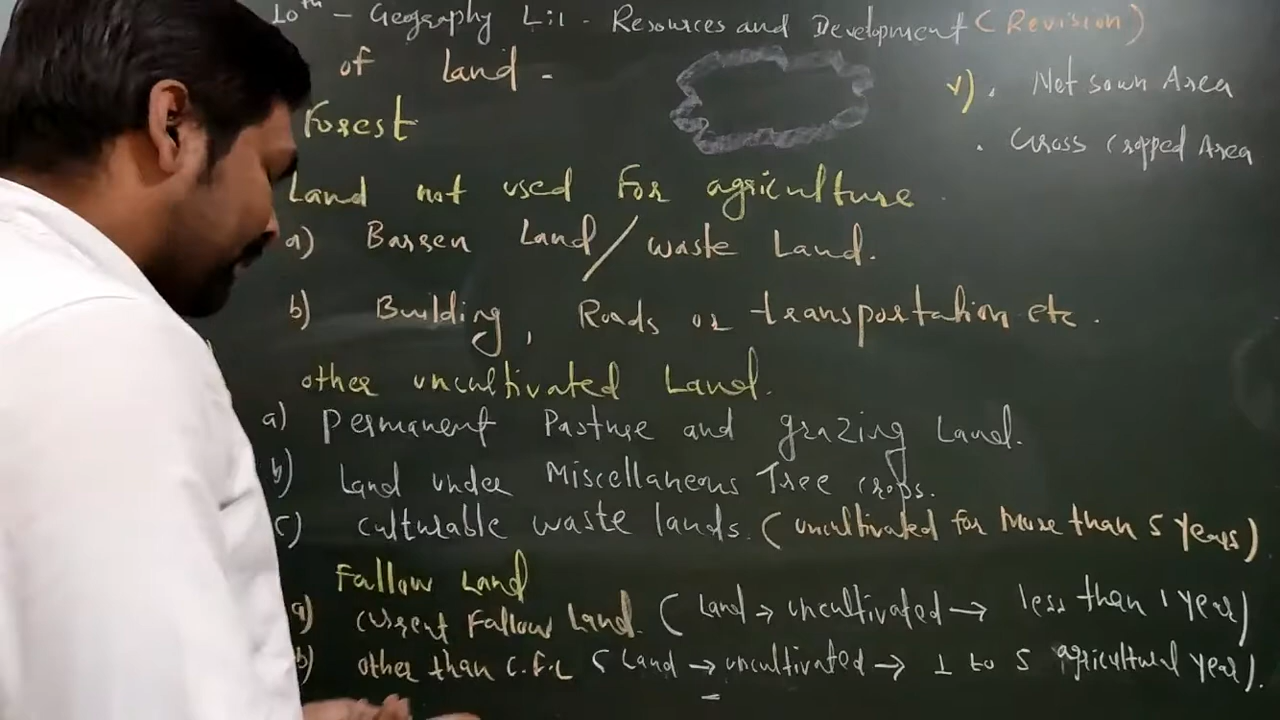 10th - Geography L:1 - Resources and Development (Revision)
of Land -
Forest
Land not used for agriculture.
a) Barren Land/waste Land.
b) Building, Roads or transportation etc.
other uncultivated Land.
a) Permanent Pasture and grazing Land.
b) Land under Miscellaneous Tree crops.
c) culturable waste lands. (uncultivated for more than 5 years)
Fallow Land
a) current Fallow Land. (Land → uncultivated → less than 1 year)
b) other than C.F.L (Land → uncultivated → 1 to 5 agricultural year).
v). Net sown Area
. Gross cropped Area